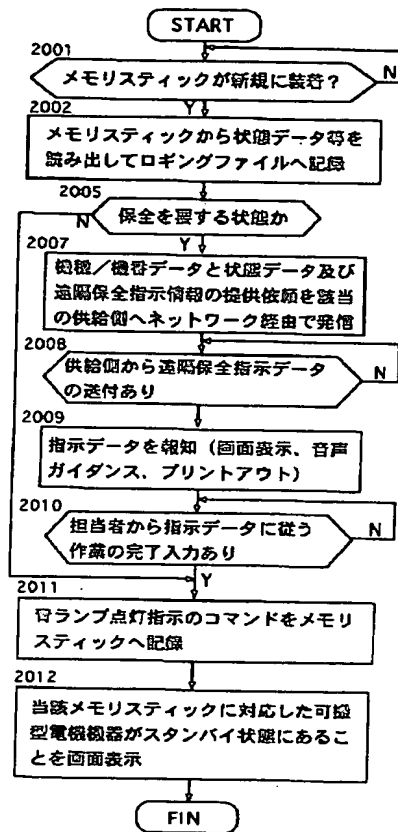 START
2001
メモリスティックが新規に装着?
N
Y
2002
メモリスティックから状態データ等を
読み出してロギングファイルへ記録
2005
保全を要する状態か
N
Y
2007
機種/機番データと状態データ及び
遠隔保全指示情報の提供依頼を該当
の供給側へネットワーク経由で発信
2008
供給側から遠隔保全指示データ
の送付あり
N
2009
指示データを報知(画面表示、音声
ガイダンス、プリントアウト)
2010
担当者から指示データに従う
作業の完了入力あり
N
Y
2011
ランプ点灯指示のコマンドをメモリ
スティックへ記録
2012
当該メモリスティックに対応した可搬
型電機機器がスタンバイ状態にあるこ
とを画面表示
FIN